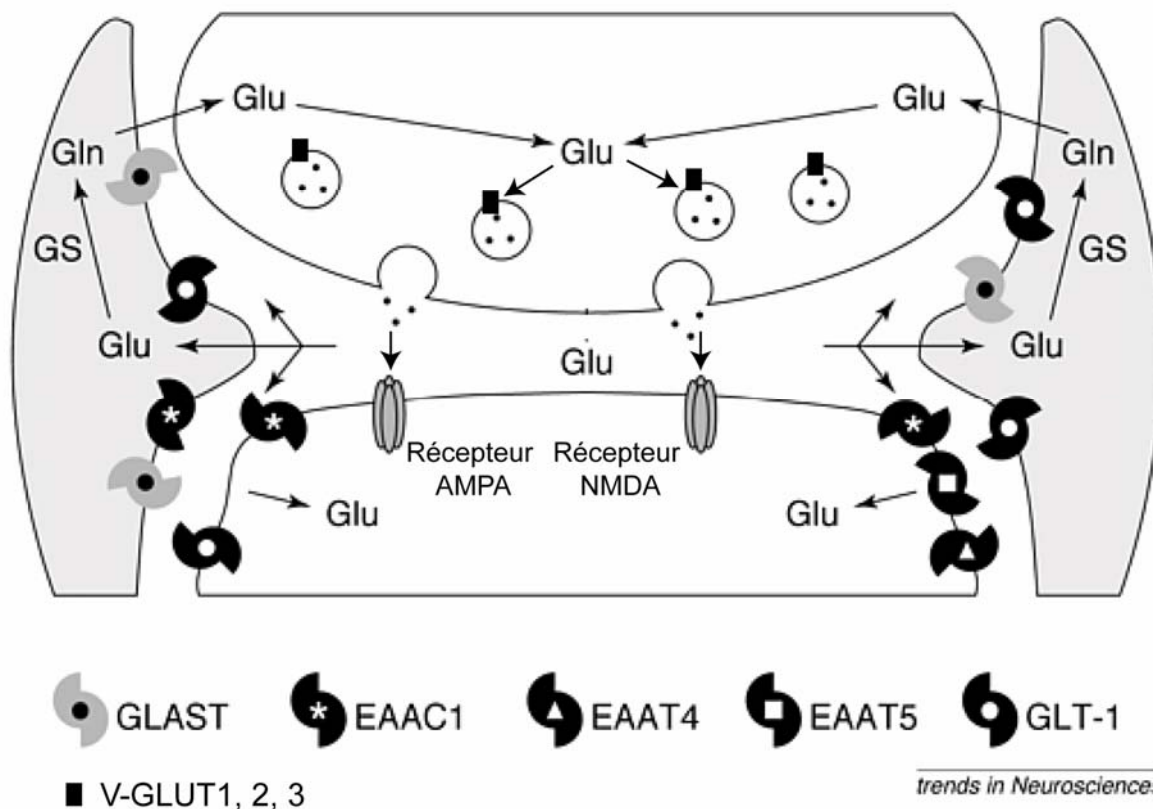 Glu Glu
Gln Glu Gln
GS GS
Glu Glu Glu
Récepteur AMPA
Récepteur NMDA
Glu Glu
GLAST EAAC1 EAAT4 EAAT5 GLT-1
V-GLUT1, 2, 3
trends in Neurosciences